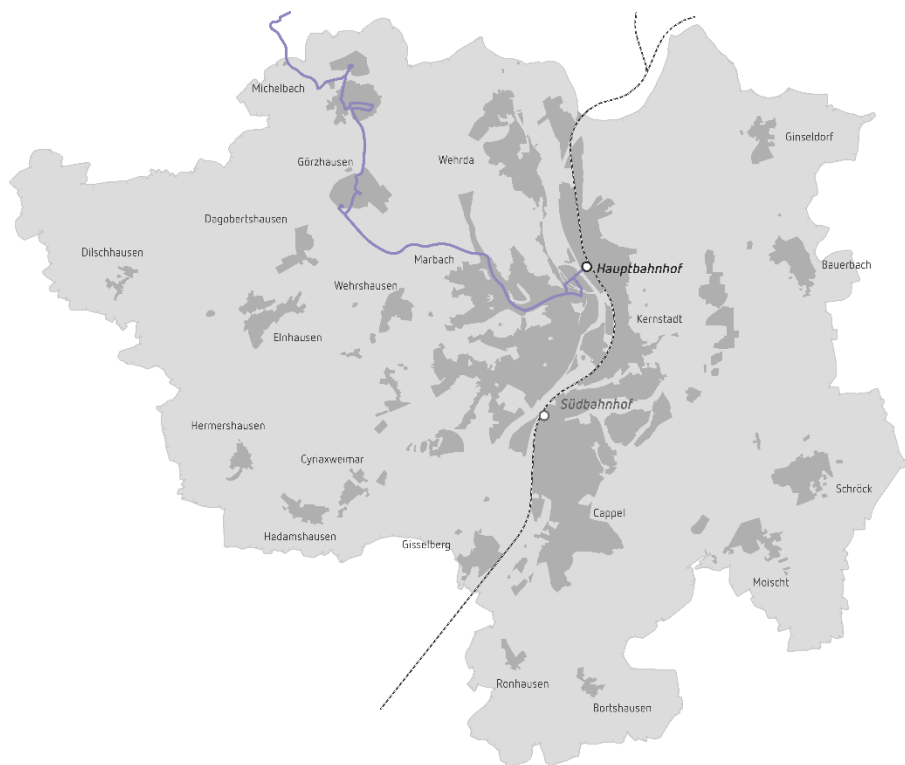 Michelbach
Ginseldorf
Wehrda
Görzhausen
Dagobertshausen
Dilschhausen
Marbach
Hauptbahnhof
Bauerbach
Wehrshausen
Kernstadt
Elnhausen
Südbahnhof
Hermershausen
Cyriaxweimar
Schröck
Cappel
Hadamshausen
Gisselberg
Moischt
Ronhausen
Bortshausen